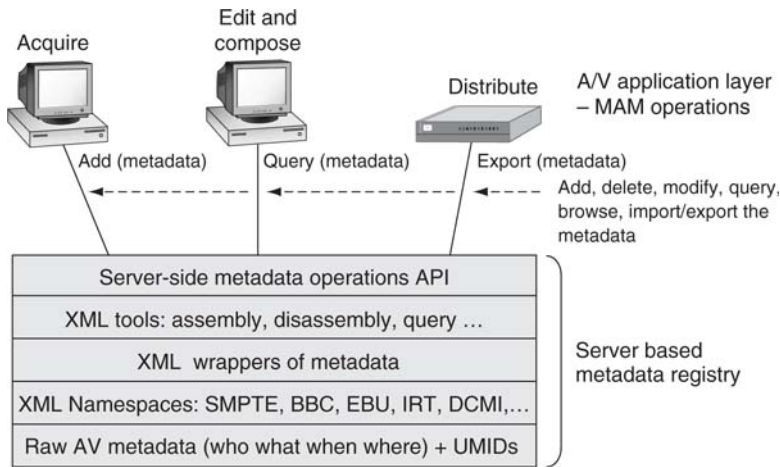 Acquire
Edit and
compose
Distribute
A/V application layer
– MAM operations
Add (metadata)
Query (metadata)
Export (metadata)
Add, delete, modify, query,
browse, import/export the
metadata
Server-side metadata operations API
XML tools: assembly, disassembly, query ...
XML wrappers of metadata
XML Namespaces: SMPTE, BBC, EBU, IRT, DCMI,...
Raw AV metadata (who what when where) + UMIDs
Server based
metadata registry